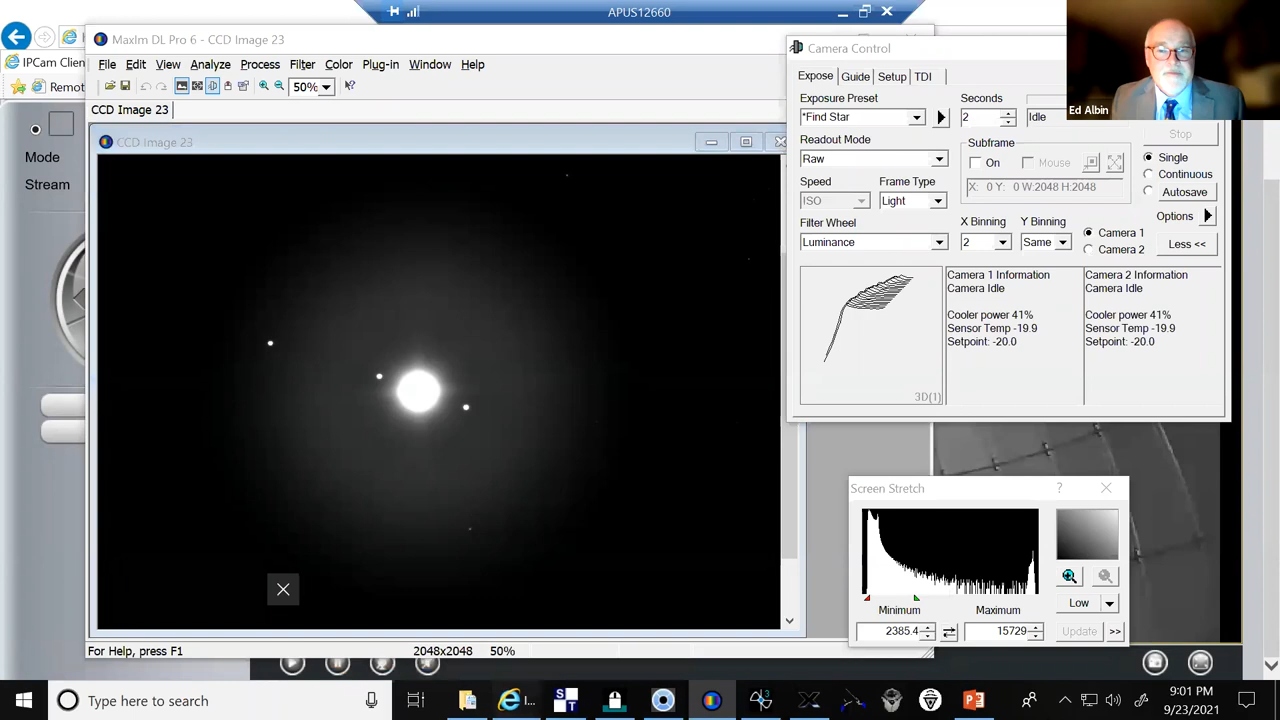 APUS12660
MaxIm DL Pro 6 - CCD Image 23
IPCam Clien
Remot
File Edit View Analyze Process Filter Color Plug-in Window Help
50%
CCD Image 23
CCD Image 23
Mode
Stream
For Help, press F1
2048x2048
50%
Camera Control
Expose Guide Setup TDI
Exposure Preset
*Find Star
Seconds
2
Idle
Readout Mode
Raw
Subframe
On
Mouse
X: 0 Y: 0 W:2048 H:2048
Speed
ISO
Frame Type
Light
Filter Wheel
Luminance
X Binning
2
Y Binning
Same
Stop
Single
Continuous
Autosave
Options
Camera 1
Camera 2
Less <<
3D(1)
Camera 1 Information
Camera Idle
Cooler power 41%
Sensor Temp -19.9
Setpoint: -20.0
Camera 2 Information
Camera Idle
Cooler power 41%
Sensor Temp -19.9
Setpoint: -20.0
Ed Albin
Screen Stretch
?
Low
Minimum
Maximum
2385.4
15729
Update
>>
Type here to search
I...
9:01 PM
9/23/2021